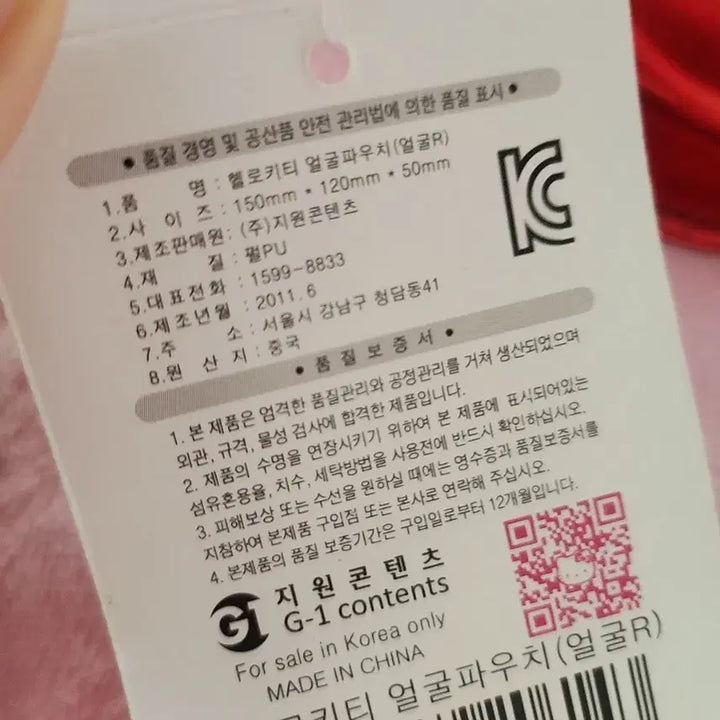 • 품질 경영 및 공산품 안전 관리법에 의한 품질 표시 •
1.품 명 : 헬로키티 얼굴파우치(얼굴R)
2.사 이 즈 : 150mm * 120mm * 50mm
3.제조판매원: (주)지원콘텐츠
4.재 질 : 펄PU
5.대표전화 : 1599-8833
6.제조년월 : 2011. 6
7.주 소 : 서울시 강남구 청담동41
8.원 산 지 : 중국
• 품 질 보 증 서 •
1. 본 제품은 엄격한 품질관리와 공정관리를 거쳐 생산되었으며
외관, 규격, 물성 검사에 합격한 제품입니다.
2. 제품의 수명을 연장시키기 위하여 본 제품에 표시되어있는
섬유혼용율, 치수, 세탁방법을 사용전에 반드시 확인하십시오.
3. 피해보상 또는 수선을 원하실 때에는 영수증과 품질보증서를
지참하여 본제품 구입점 또는 본사로 연락해 주십시오.
4. 본제품의 품질 보증기간은 구입일로부터 12개월입니다.
G1 지원콘텐츠
G-1 contents
For sale in Korea only
MADE IN CHINA
로키티 얼굴파우치(얼굴R)